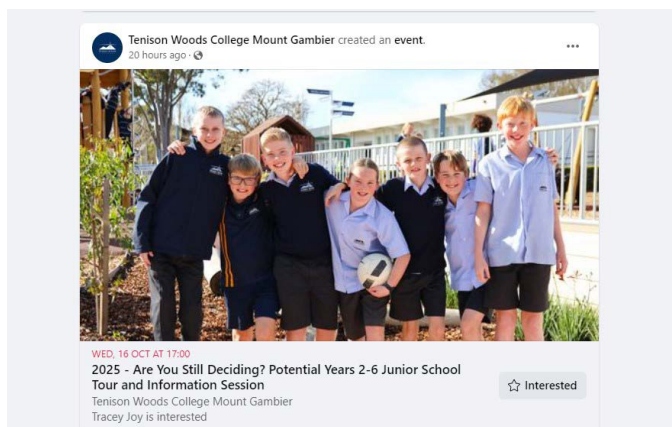 Tenison Woods College Mount Gambier created an event.
20 hours ago ·
WED, 16 OCT AT 17:00
2025 - Are You Still Deciding? Potential Years 2-6 Junior School
Tour and Information Session
Tenison Woods College Mount Gambier
Tracey Joy is interested
Interested